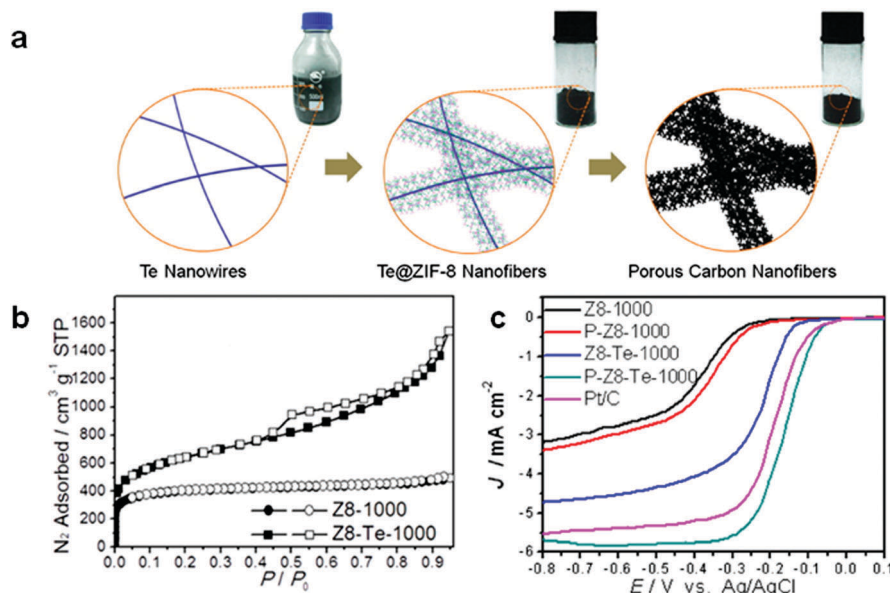 a
Te Nanowires
Te@ZIF-8 Nanofibers
Porous Carbon Nanofibers
b
N₂ Adsorbed / cm³ g⁻¹ STP
1600
1400
1200
1000
800
600
400
200
0
Z8-1000
Z8-Te-1000
0.0 0.1 0.2 0.3 0.4 0.5 0.6 0.7 0.8 0.9
P / P₀
c
J / mA cm⁻²
0
-1
-2
-3
-4
-5
-6
Z8-1000
P-Z8-1000
Z8-Te-1000
P-Z8-Te-1000
Pt/C
-0.8 -0.7 -0.6 -0.5 -0.4 -0.3 -0.2 -0.1 0.0 0.1
E / V vs. Ag/AgCl